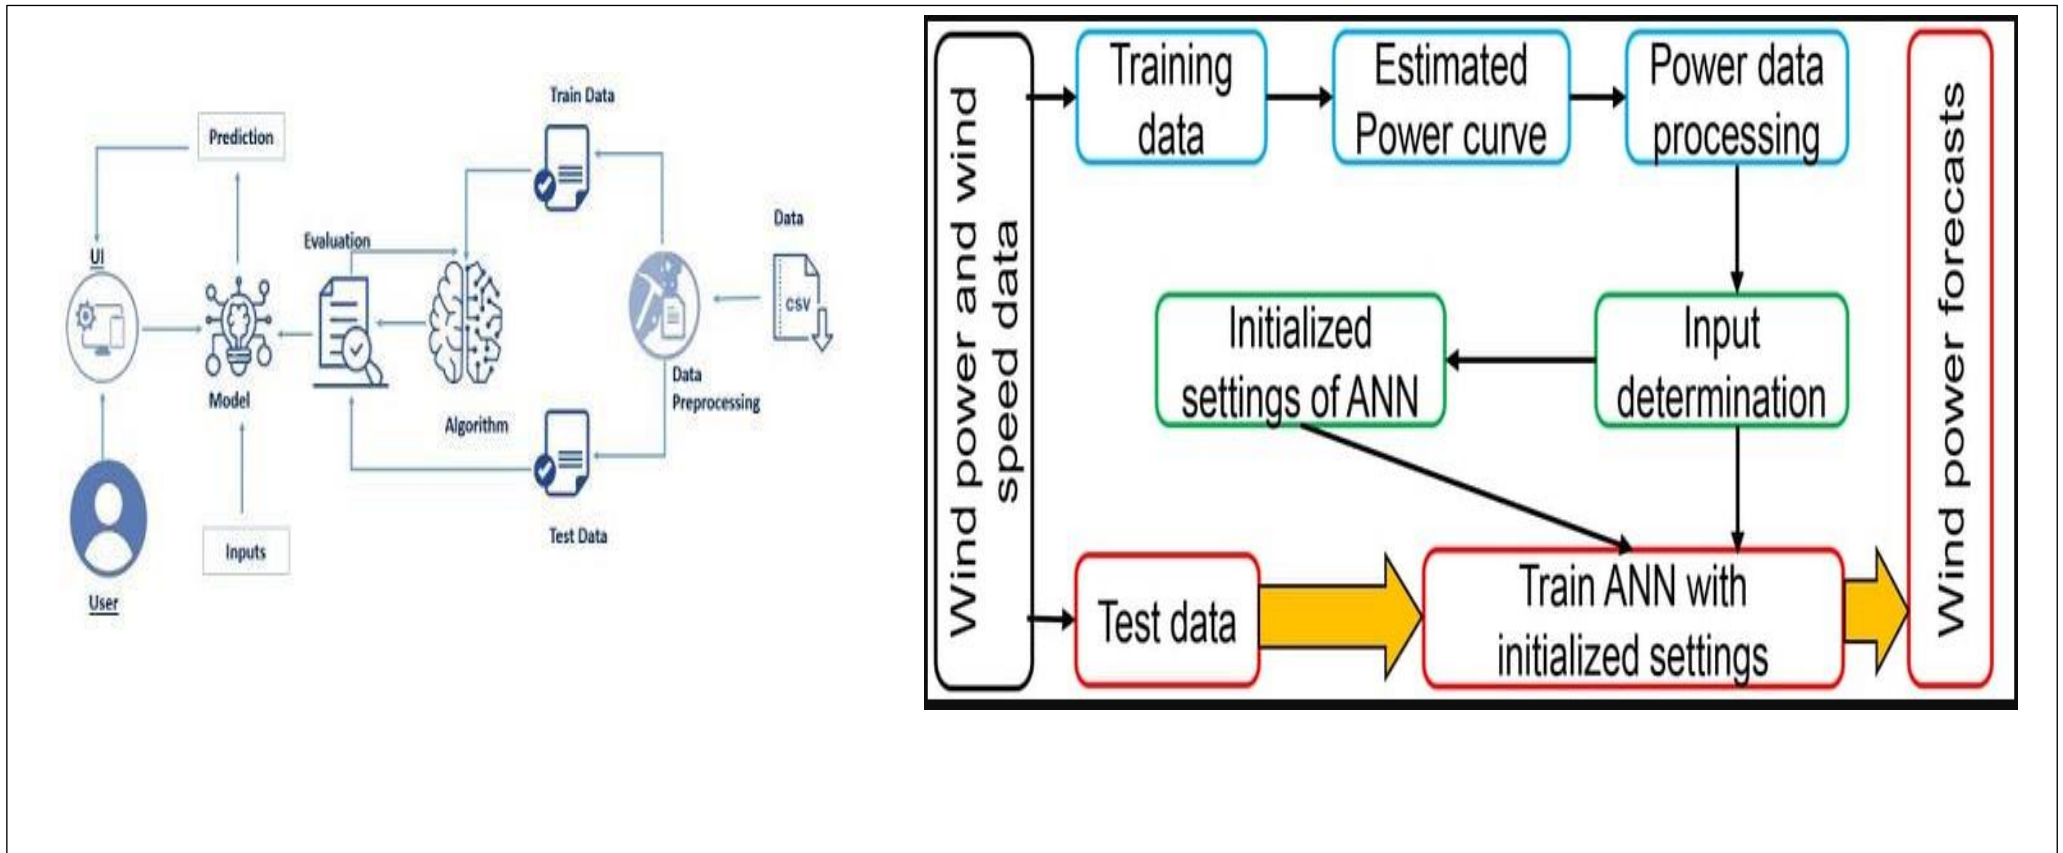 Train Data
Prediction
Data
Evaluation
UI
CSV
Data
Preprocessing
Model
Algorithm
Test Data
Inputs
User
Wind power and wind
speed data
Training
data
Estimated
Power curve
Power data
processing
Initialized
settings of ANN
Input
determination
Test data
Train ANN with
initialized settings
Wind power forecasts